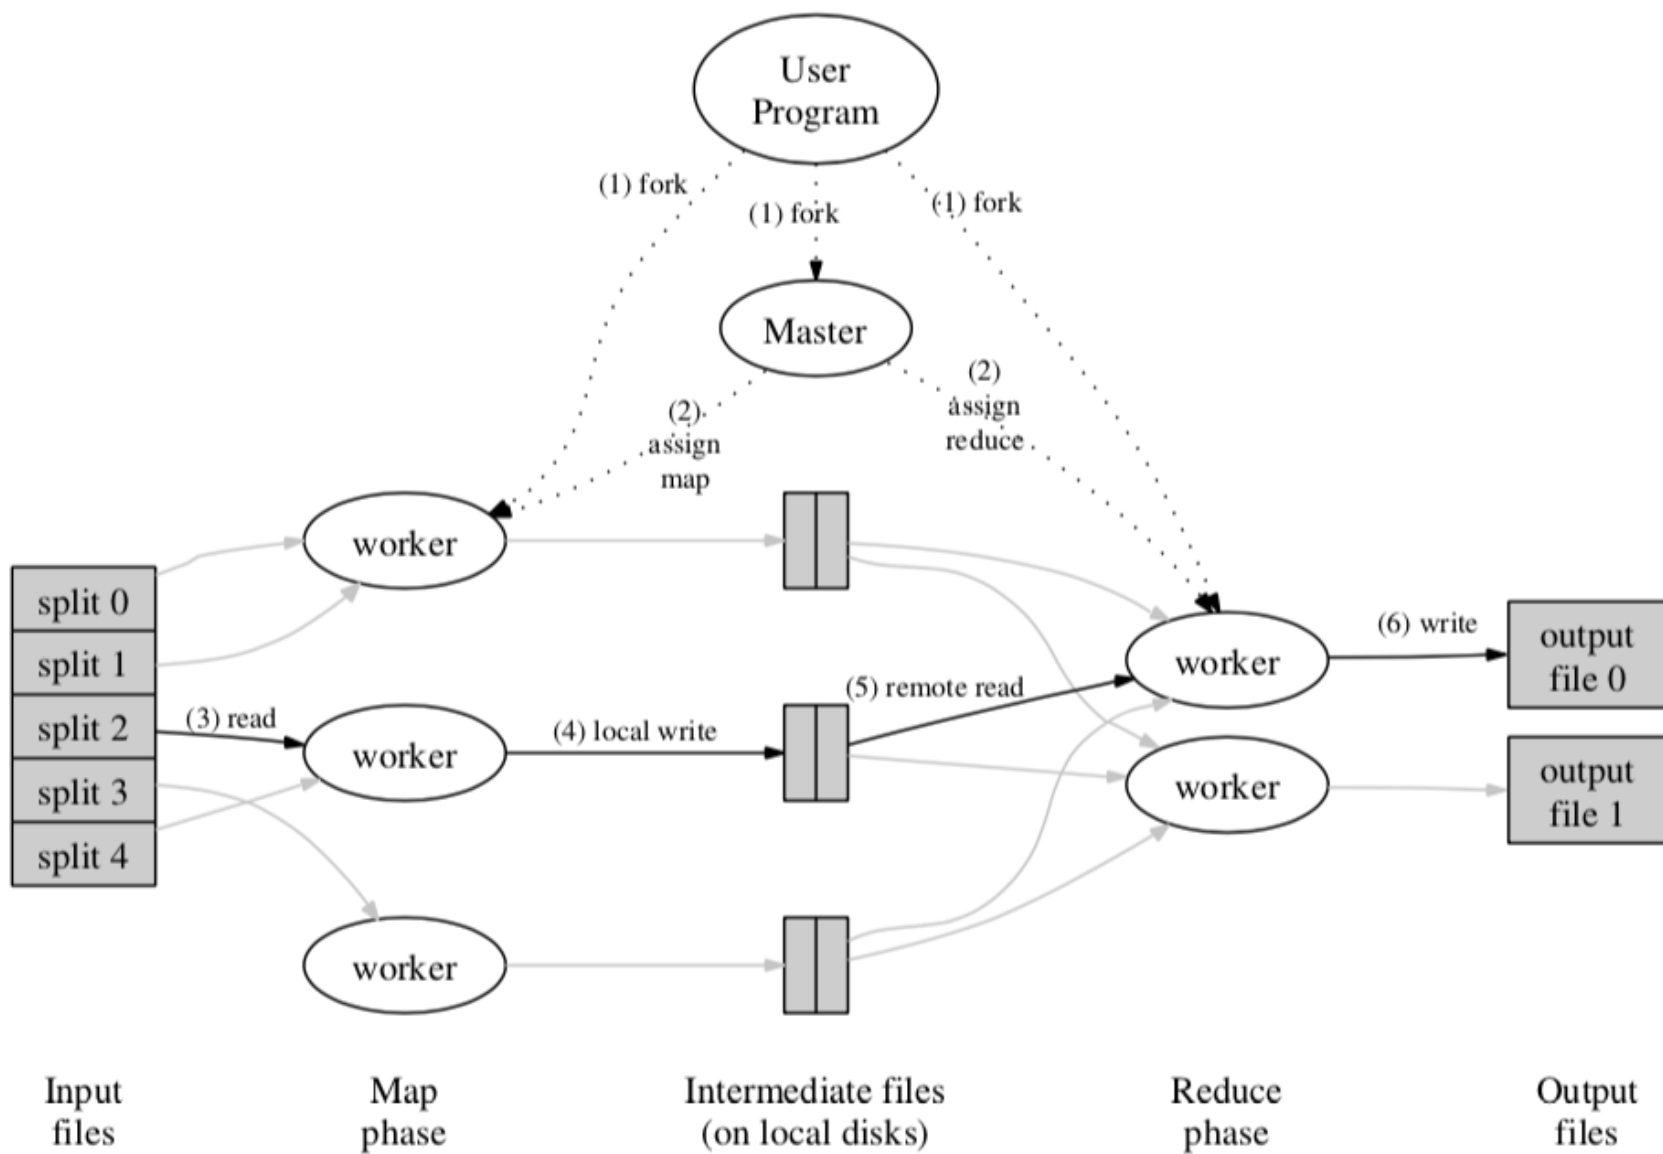 User
Program
(1) fork
(1) fork
(1) fork
Master
(2)
assign
map
(2)
assign
reduce
worker
split 0
split 1
split 2
split 3
split 4
(3) read
worker
(4) local write
(5) remote read
worker
(6) write
output
file 0
worker
output
file 1
worker
Input
files
Map
phase
Intermediate files
(on local disks)
Reduce
phase
Output
files